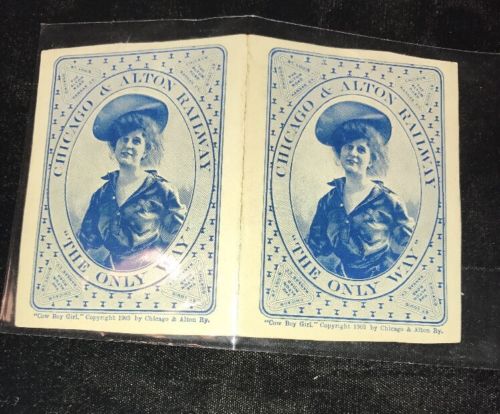 CHICAGO & ALTON RAILWAY
"THE ONLY WAY"
"Cow Boy Girl," Copyright 1903 by Chicago & Alton Ry.
CHICAGO & ALTON RAILWAY
"THE ONLY WAY"
"Cow Boy Girl," Copyright 1903 by Chicago & Alton Ry.